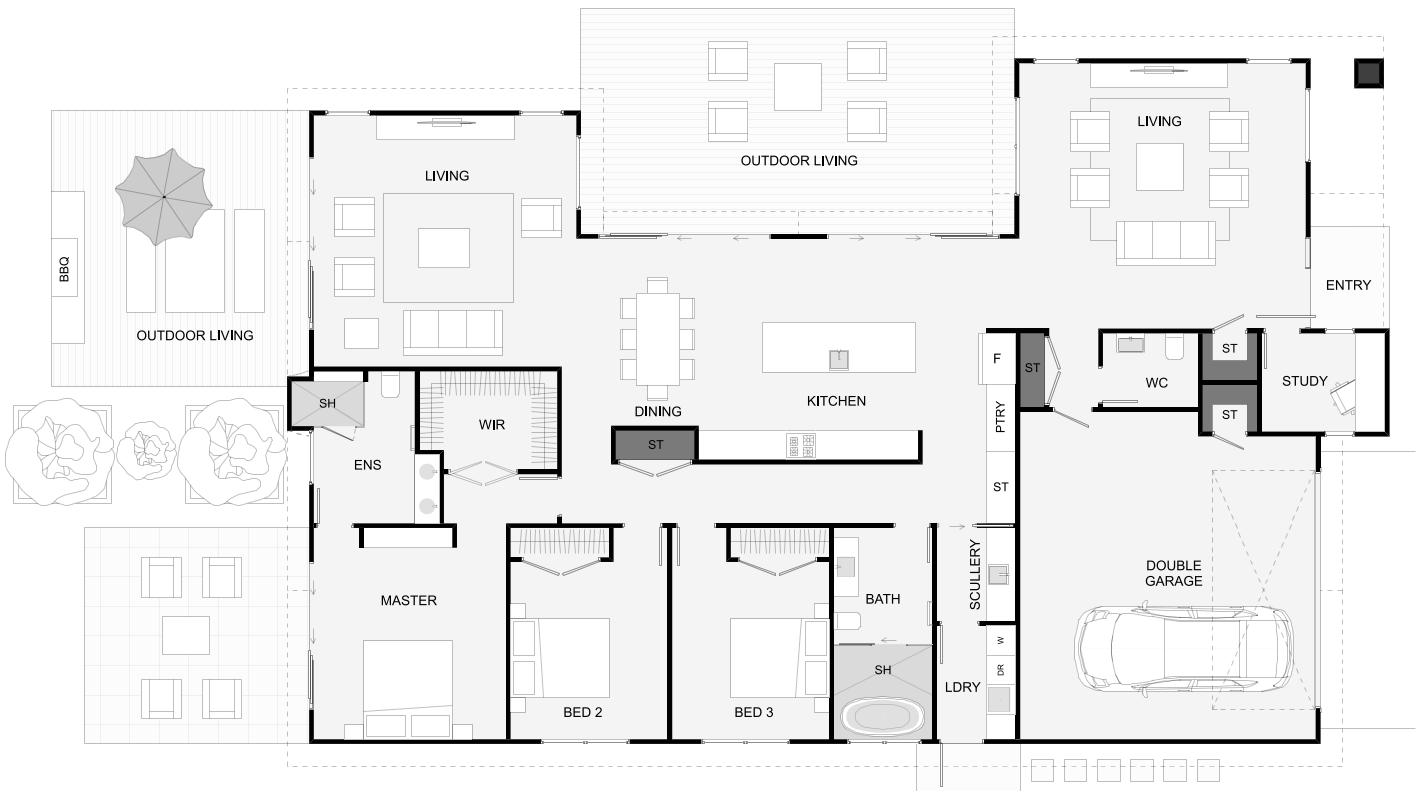 LIVING
OUTDOOR LIVING
LIVING
BBQ
OUTDOOR LIVING
ENTRY
F
ST
WC
ST
STUDY
SH
WIR
DINING
KITCHEN
PTRY
ST
ST
ENS
ST
MASTER
BATH
SCULLERY
DOUBLE
GARAGE
W
DR
SH
LDRY
BED 2
BED 3